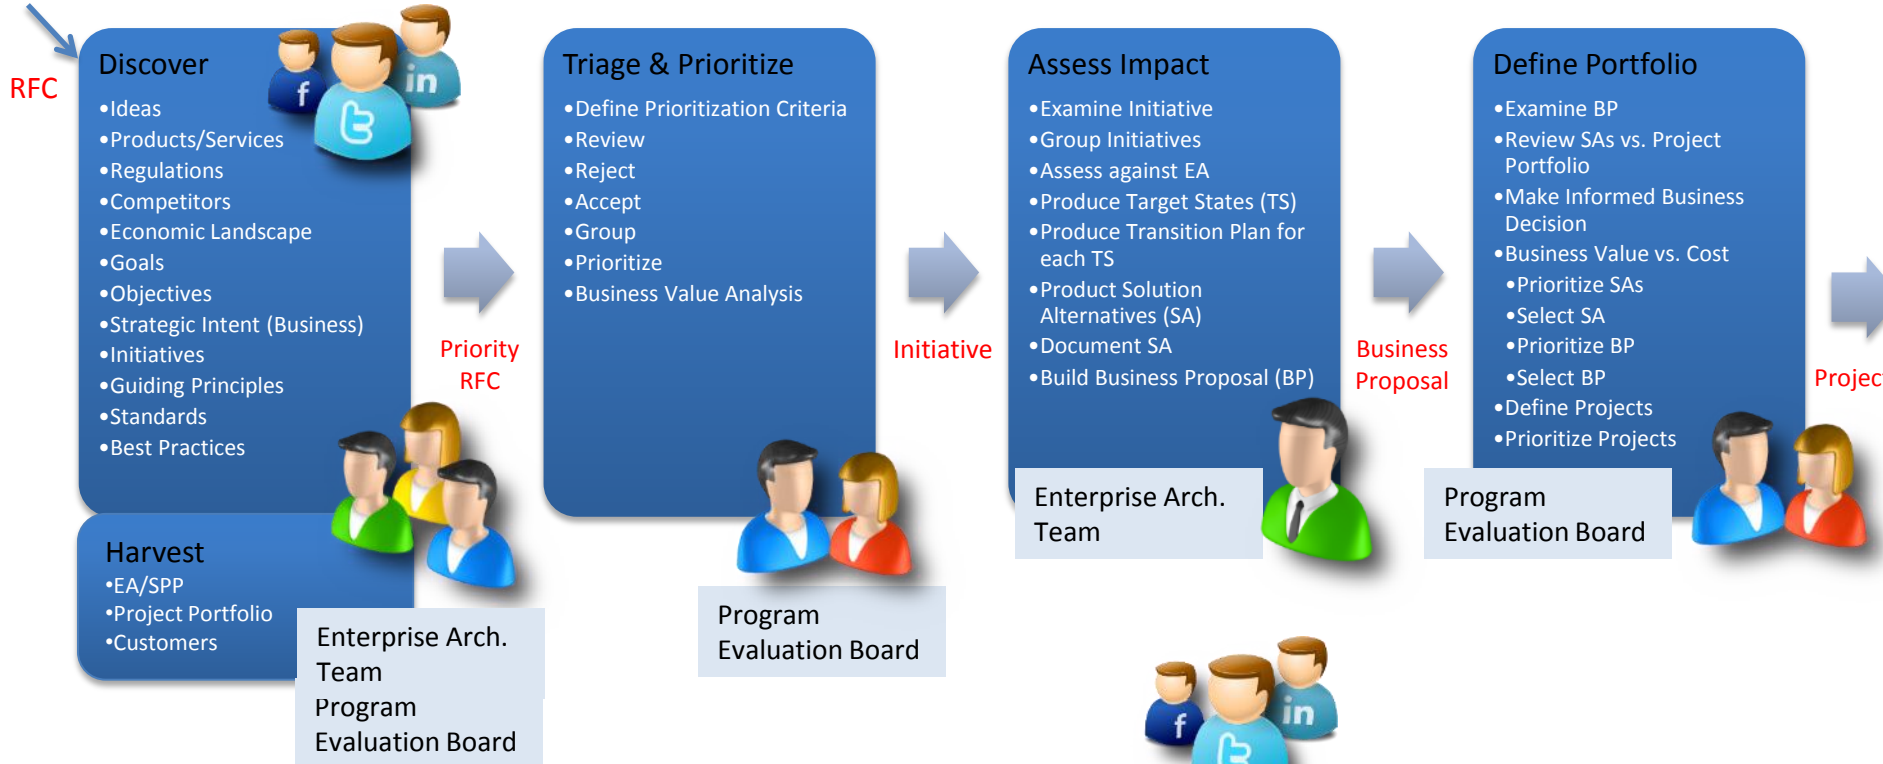 RFC
Discover
•Ideas
•Products/Services
•Regulations
•Competitors
•Economic Landscape
•Goals
•Objectives
•Strategic Intent (Business)
•Initiatives
•Guiding Principles
•Standards
•Best Practices
f
t
in
Harvest
•EA/SPP
•Project Portfolio
•Customers
Enterprise Arch.
Team
Program
Evaluation Board
Priority
RFC
Triage & Prioritize
•Define Prioritization Criteria
•Review
•Reject
•Accept
•Group
•Prioritize
•Business Value Analysis
Program
Evaluation Board
Initiative
Assess Impact
•Examine Initiative
•Group Initiatives
•Assess against EA
•Produce Target States (TS)
•Produce Transition Plan for
each TS
•Product Solution
Alternatives (SA)
•Document SA
•Build Business Proposal (BP)
Enterprise Arch.
Team
f
t
in
Business
Proposal
Define Portfolio
•Examine BP
•Review SAs vs. Project
Portfolio
•Make Informed Business
Decision
•Business Value vs. Cost
•Prioritize SAs
•Select SA
•Prioritize BP
•Select BP
•Define Projects
•Prioritize Projects
Program
Evaluation Board
Project